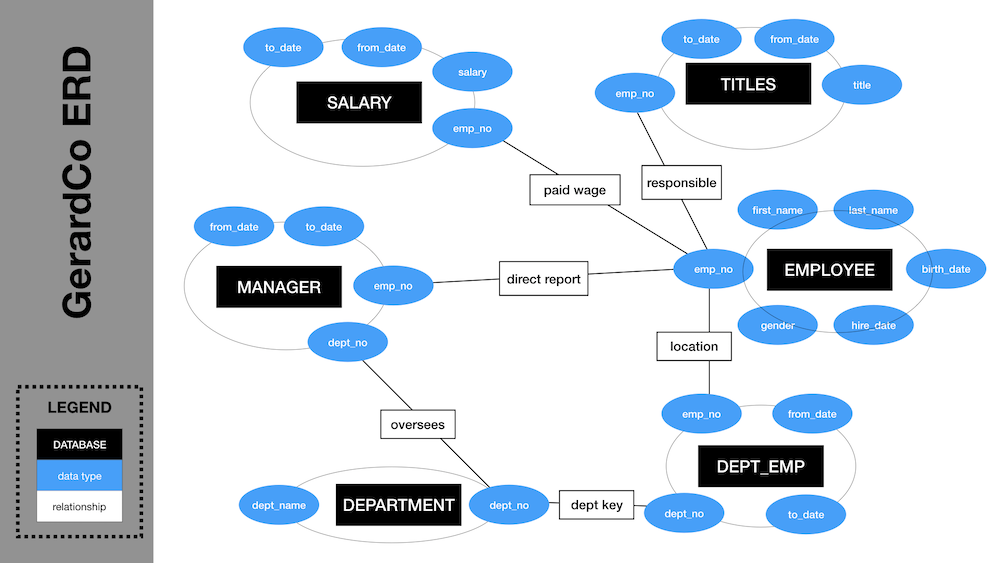 GerardCo ERD
LEGEND
DATABASE
data type
relationship
to_date
from_date
salary
SALARY
emp_no
to_date
from_date
emp_no
TITLES
title
paid wage
responsible
from_date
to_date
MANAGER
emp_no
dept_no
direct report
first_name
last_name
emp_no
EMPLOYEE
birth_date
gender
hire_date
location
oversees
emp_no
from_date
DEPT_EMP
dept_no
to_date
dept_name
DEPARTMENT
dept_no
dept key